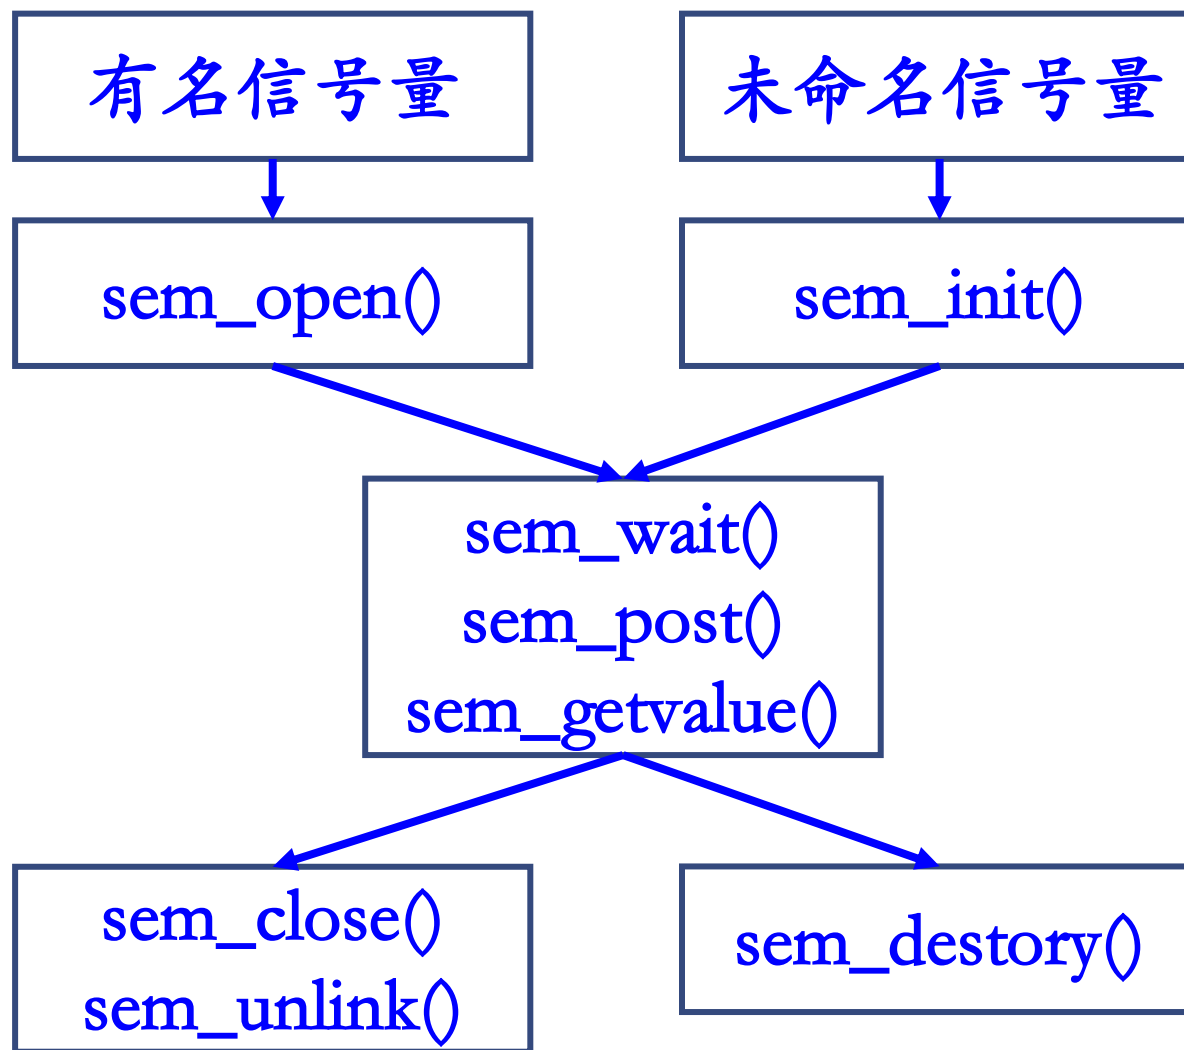 有名信号量
未命名信号量
sem_open()
sem_init()
sem_wait()
sem_post()
sem_getvalue()
sem_close()
sem_unlink()
sem_destory()